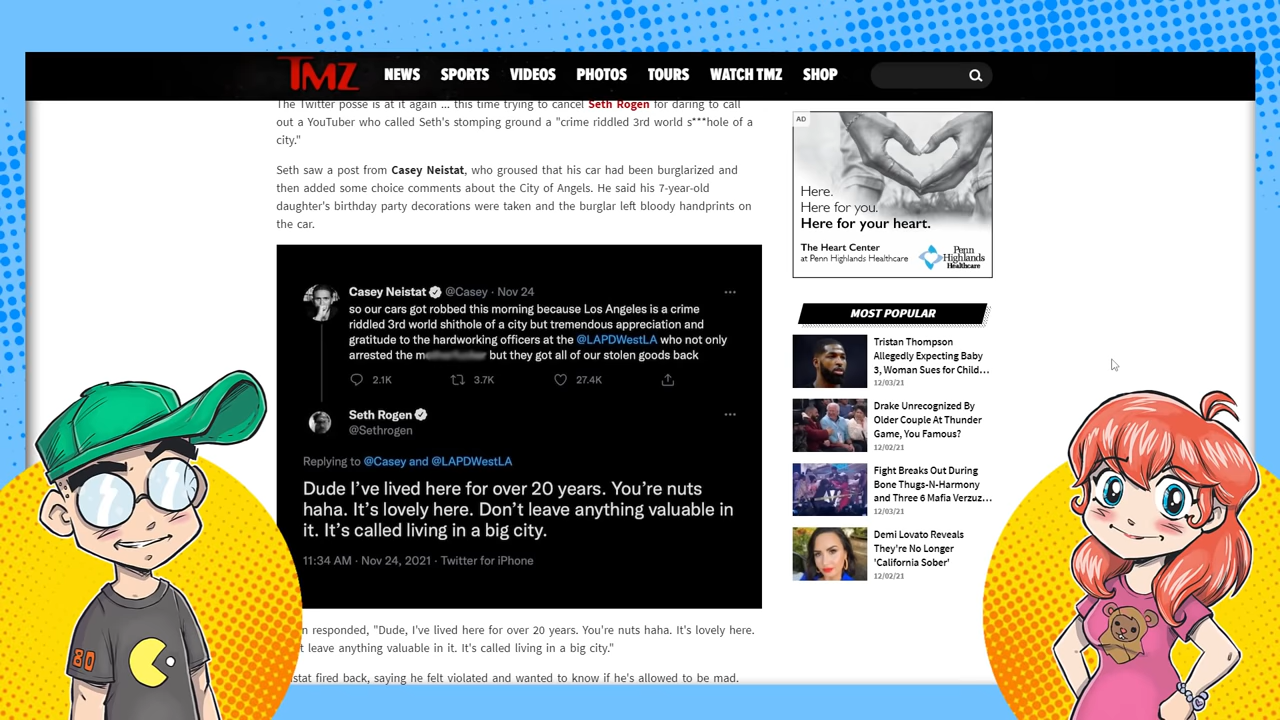 TMZ
NEWS SPORTS VIDEOS PHOTOS TOURS WATCH TMZ SHOP
The Twitter posse is at it again ... this time trying to cancel Seth Rogen for daring to call
out a YouTuber who called Seth's stomping ground a "crime riddled 3rd world s***hole of a
city."
Seth saw a post from Casey Neistat, who groused that his car had been burglarized and
then added some choice comments about the City of Angels. He said his 7-year-old
daughter's birthday party decorations were taken and the burglar left bloody handprints on
the car.
Casey Neistat @Casey · Nov 24
so our cars got robbed this morning because Los Angeles is a crime
riddled 3rd world shithole of a city but tremendous appreciation and
gratitude to the hardworking officers at the @LAPDWestLA who not only
arrested the m but they got all of our stolen goods back
2.1K 3.7K 27.4K
Seth Rogen
@Sethrogen
Replying to @Casey and @LAPDWestLA
Dude I've lived here for over 20 years. You're nuts
haha. It's lovely here. Don't leave anything valuable in
it. It's called living in a big city.
11:34 AM · Nov 24, 2021 · Twitter for iPhone
n responded, "Dude, I've lived here for over 20 years. You're nuts haha. It's lovely here.
t leave anything valuable in it. It's called living in a big city."
stat fired back, saying he felt violated and wanted to know if he's allowed to be mad.
AD
Here.
Here for you.
Here for your heart.
The Heart Center
at Penn Highlands Healthcare
Penn
Highlands
Healthcare
MOST POPULAR
Tristan Thompson
Allegedly Expecting Baby
3, Woman Sues for Child...
12/03/21
Drake Unrecognized By
Older Couple At Thunder
Game, You Famous?
12/02/21
Fight Breaks Out During
Bone Thugs-N-Harmony
and Three 6 Mafia Verzuz...
12/03/21
Demi Lovato Reveals
They're No Longer
'California Sober'
12/02/21
80